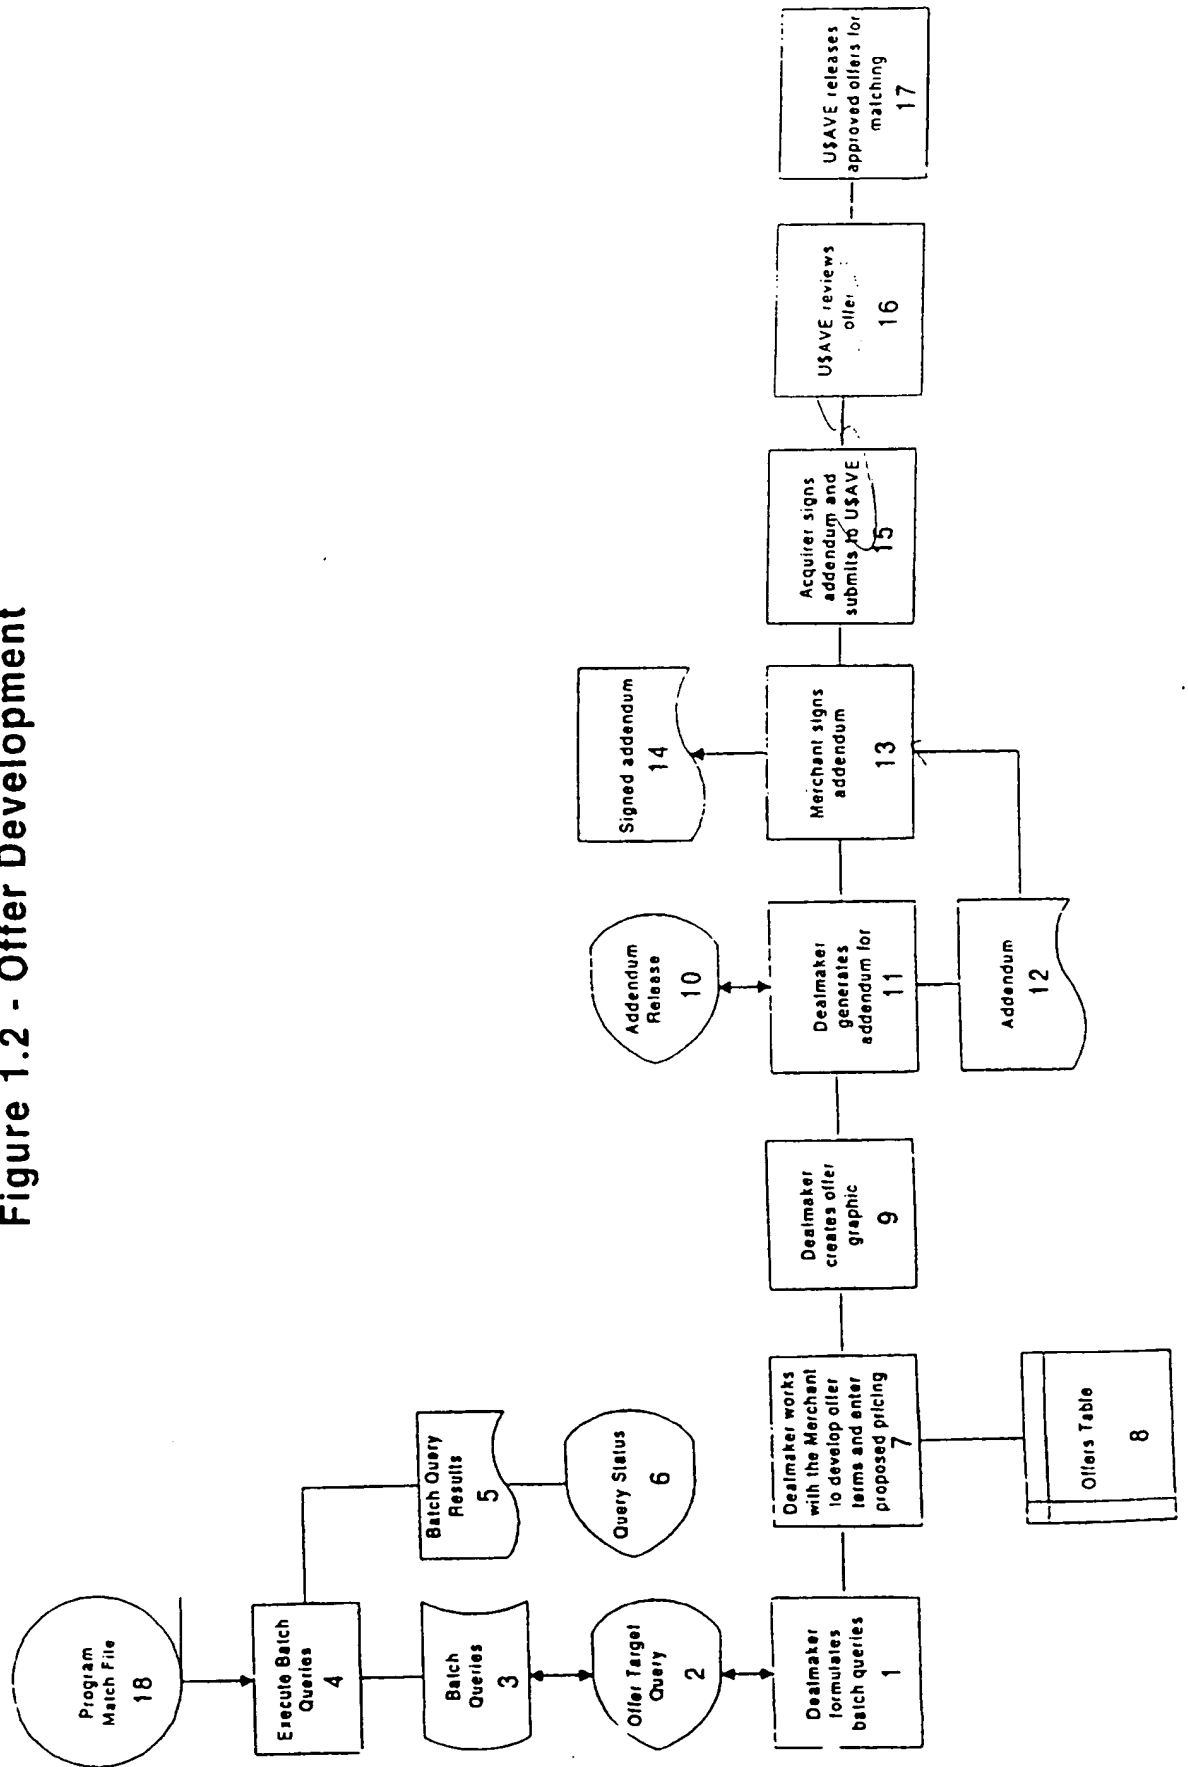 Figure 1.2 - Offer Development
Program
Match File
18
Execute Batch
Queries
4
Batch
Queries
3
Offer Target
Query
2
Dealmaker
formulates
batch queries
1
Batch Query
Results
5
Query Status
6
Dealmaker works
with the Merchant
to develop offer
terms and enter
proposed pricing
7
Offers Table
8
Dealmaker
creates offer
graphic
9
Addendum
Release
10
Dealmaker
generates
addendum for
11
Addendum
12
Signed addendum
14
Merchant signs
addendum
13
Acquirer signs
addendum and
submits to U$AVE
15
U$AVE reviews
offer
16
U$AVE releases
approved offers for
matching
17